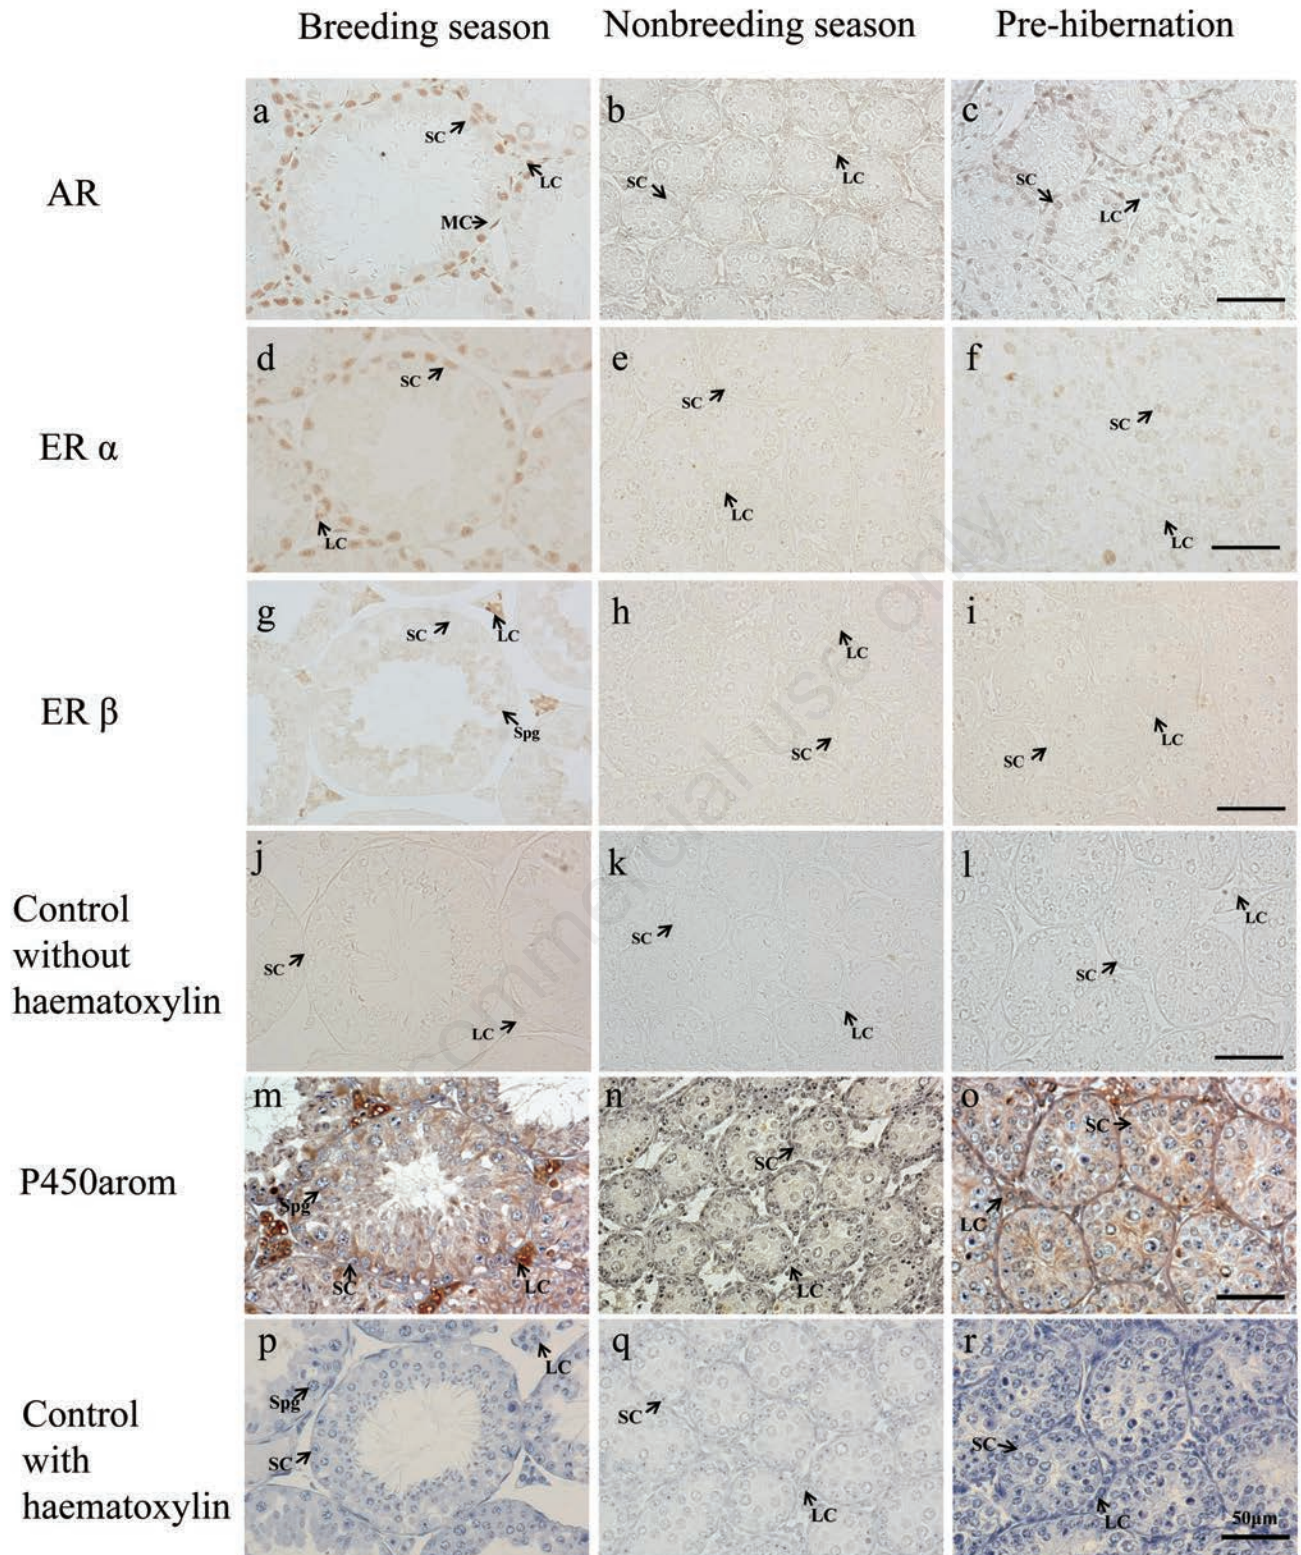 Breeding season Nonbreeding season Pre-hibernation
AR
a SC LC MC
b SC LC
c SC LC
ER α
d SC LC
e SC LC
f SC LC
ER β
g SC LC Spg
h LC SC
i SC LC
Control
without
haematoxylin
j SC LC
k SC LC
l LC SC
P450arom
m Spg SC LC
n SC LC
o SC LC
Control
with
haematoxylin
p LC Spg SC
q SC LC
r SC LC
50μm
commercial use only